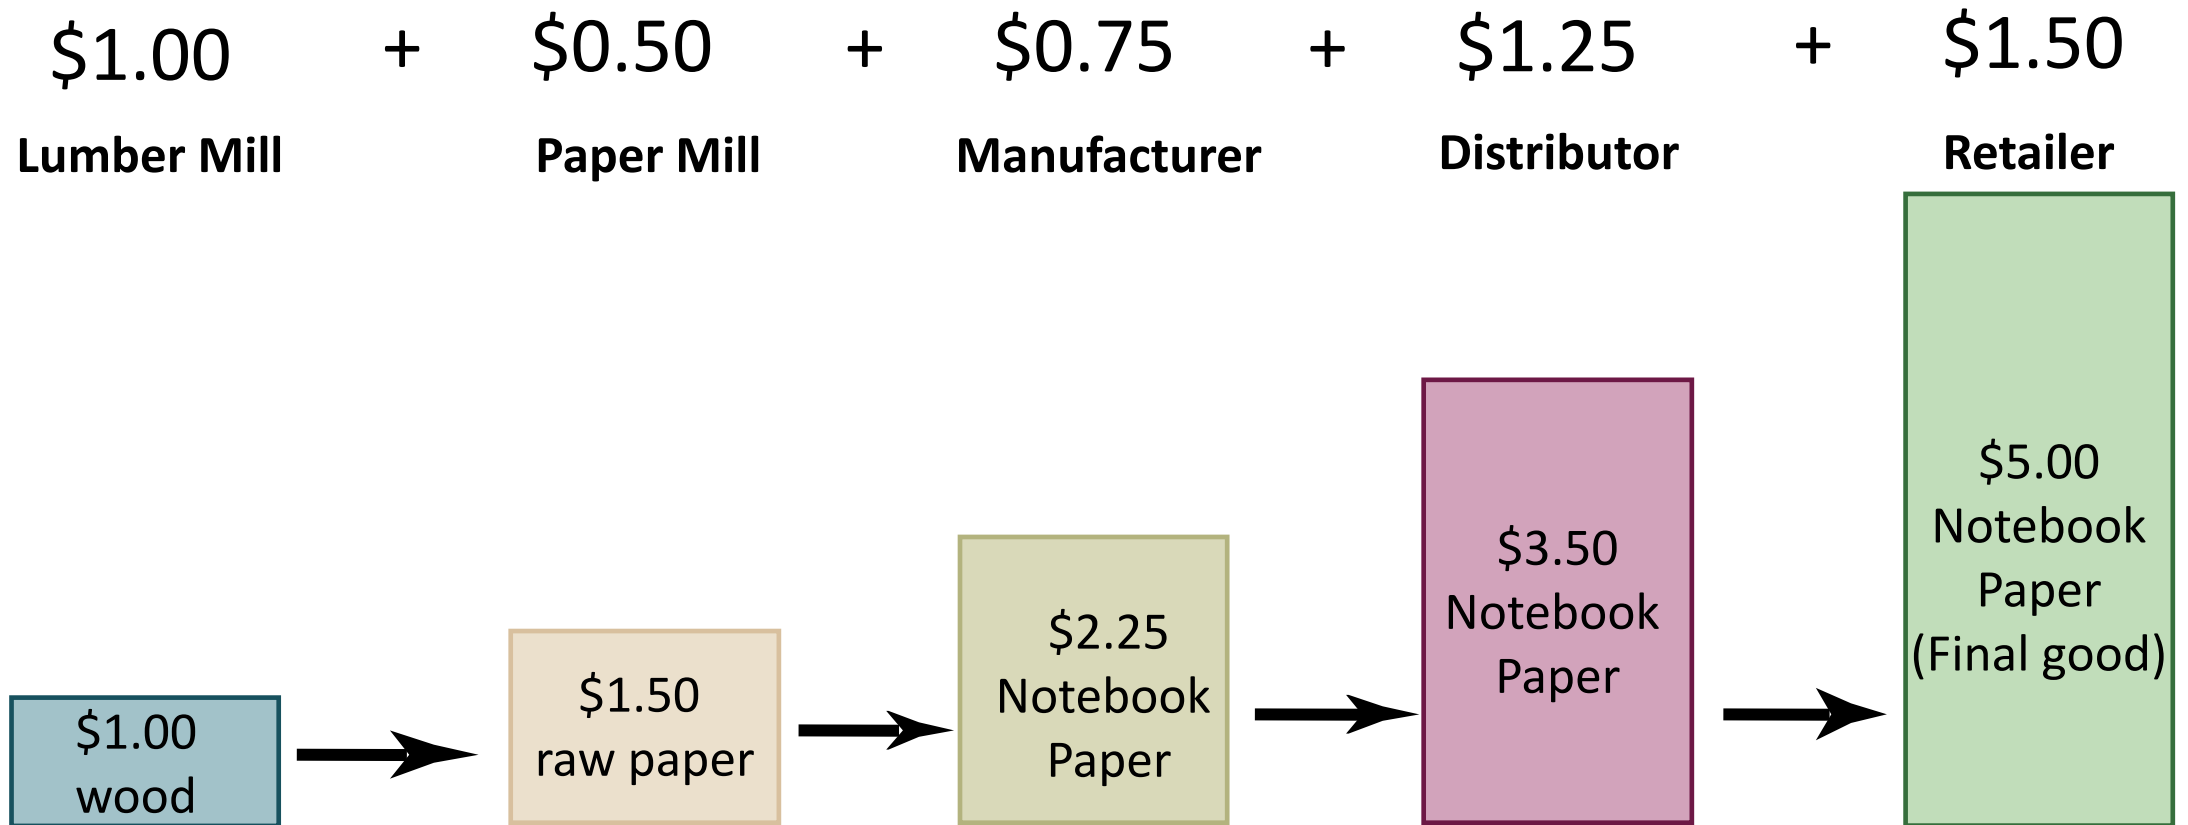 $1.00 + $0.50 + $0.75 + $1.25 + $1.50
Lumber Mill Paper Mill Manufacturer Distributor Retailer
$1.00
wood
$1.50
raw paper
$2.25
Notebook
Paper
$3.50
Notebook
Paper
$5.00
Notebook
Paper
(Final good)